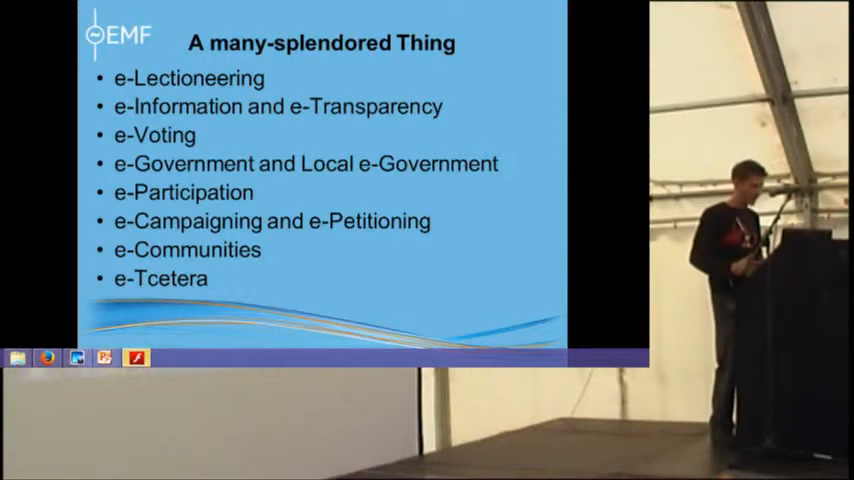 EMF
A many-splendored Thing
• e-Lectioneering
• e-Information and e-Transparency
• e-Voting
• e-Government and Local e-Government
• e-Participation
• e-Campaigning and e-Petitioning
• e-Communities
• e-Tcetera